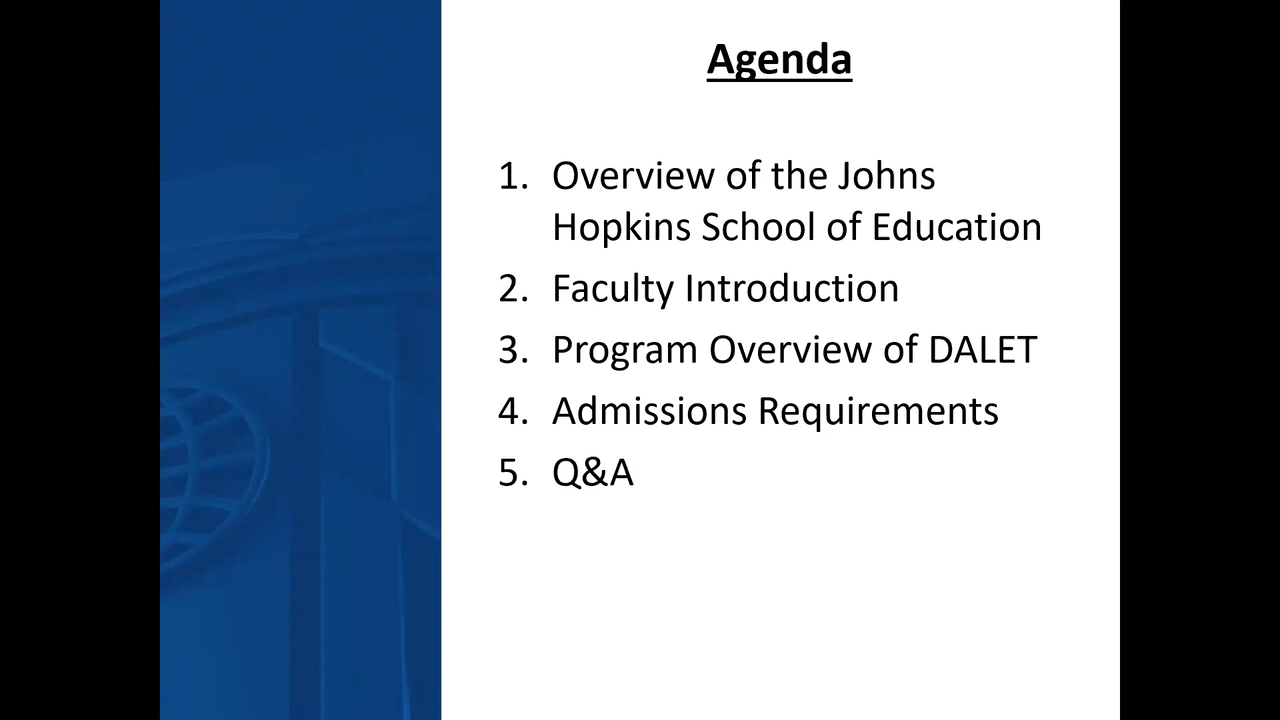 Agenda
1. Overview of the Johns
Hopkins School of Education
2. Faculty Introduction
3. Program Overview of DALET
4. Admissions Requirements
5. Q&A